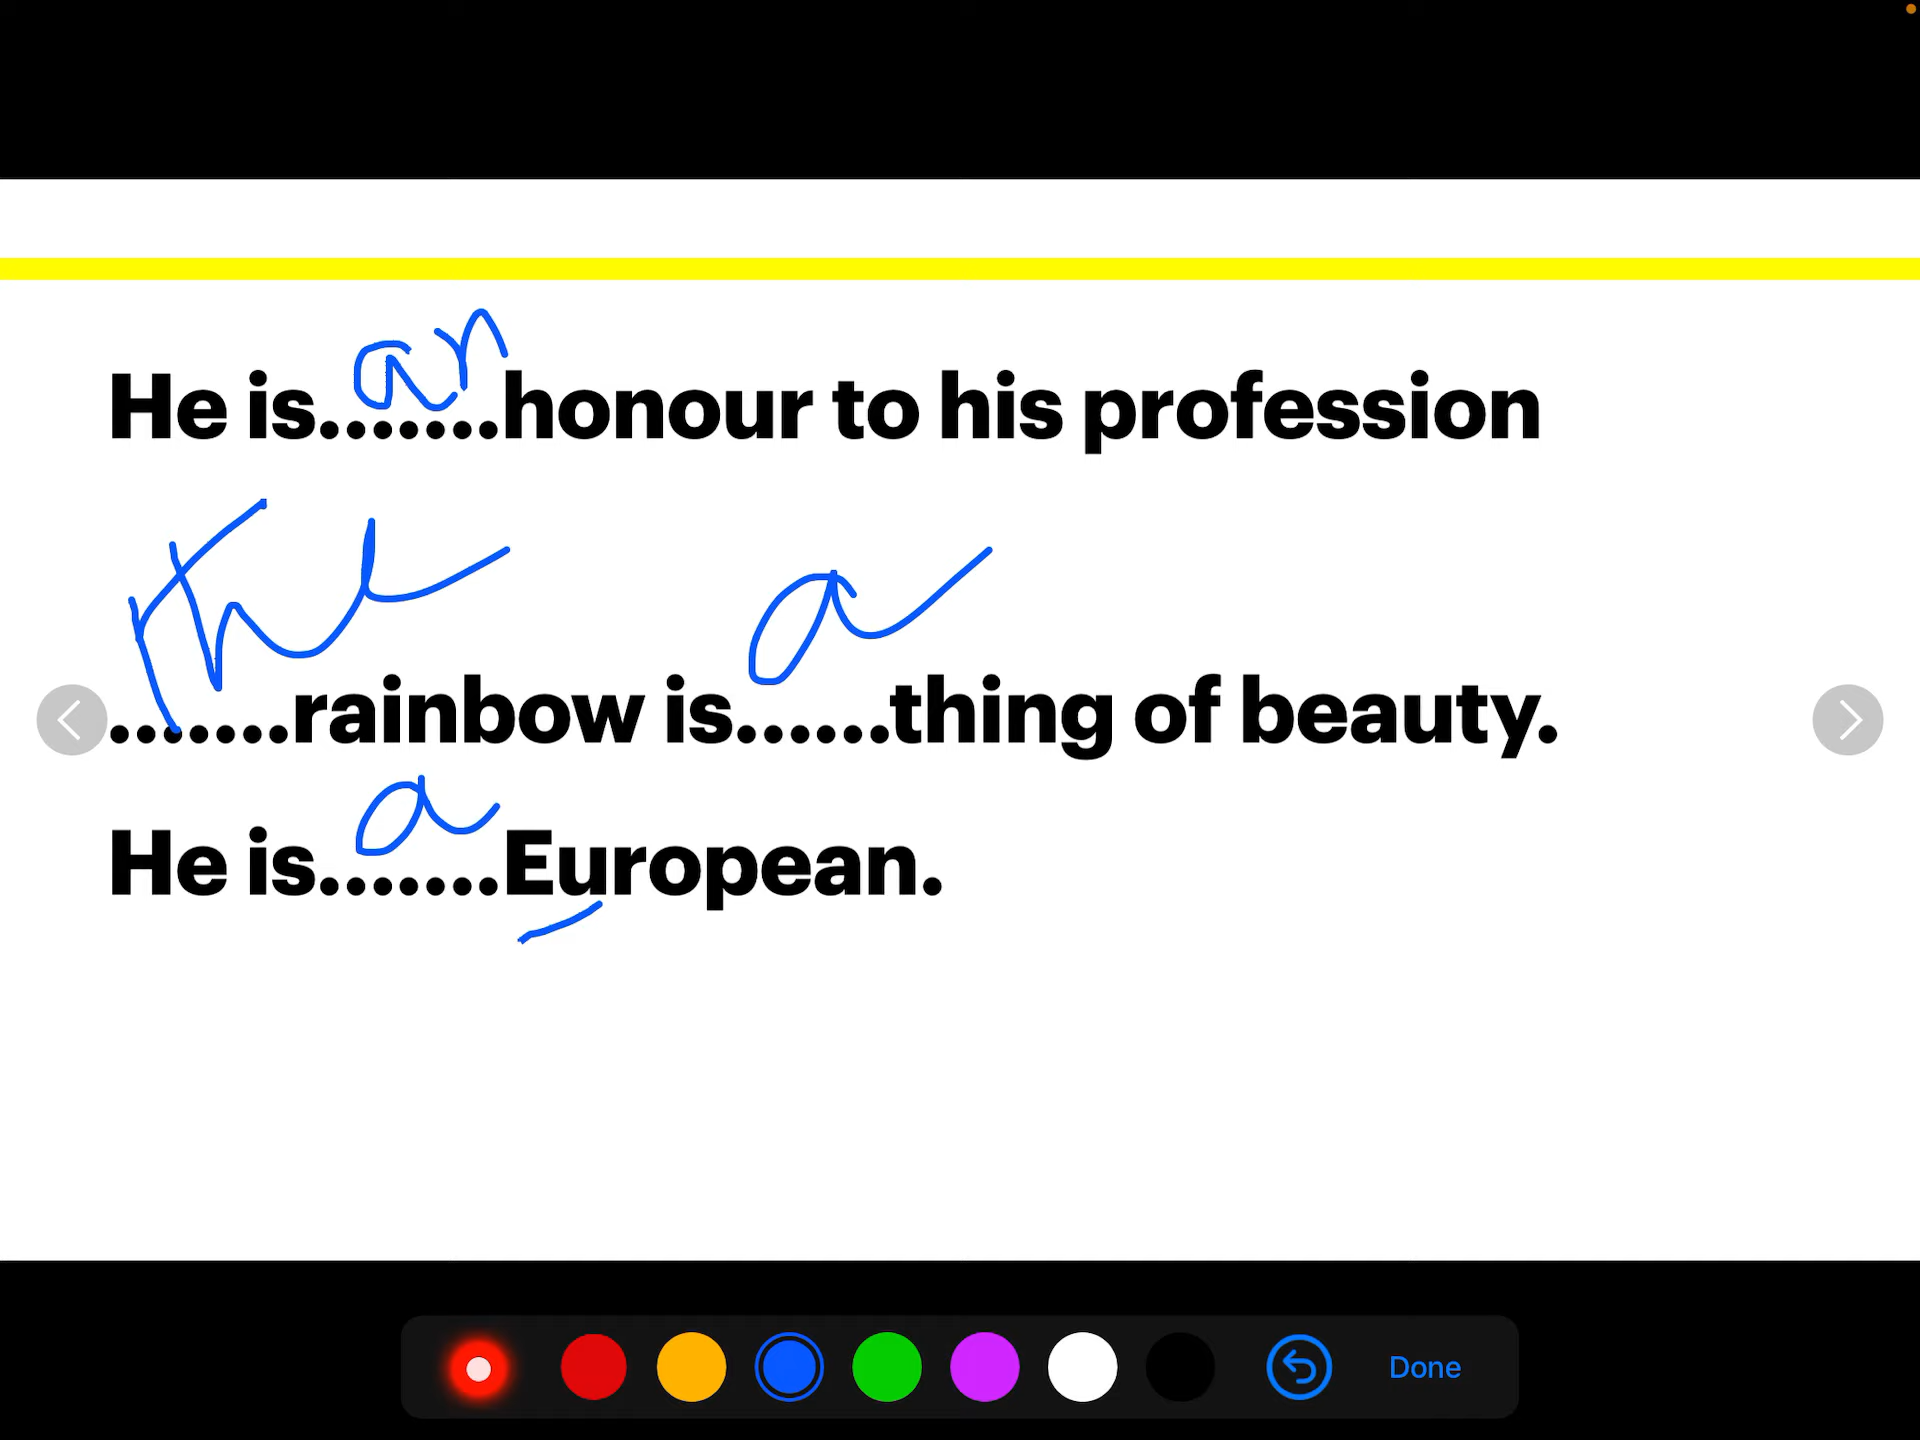 an
He is.......honour to his profession
the a
.......rainbow is......thing of beauty.
a
He is.......European.
Done